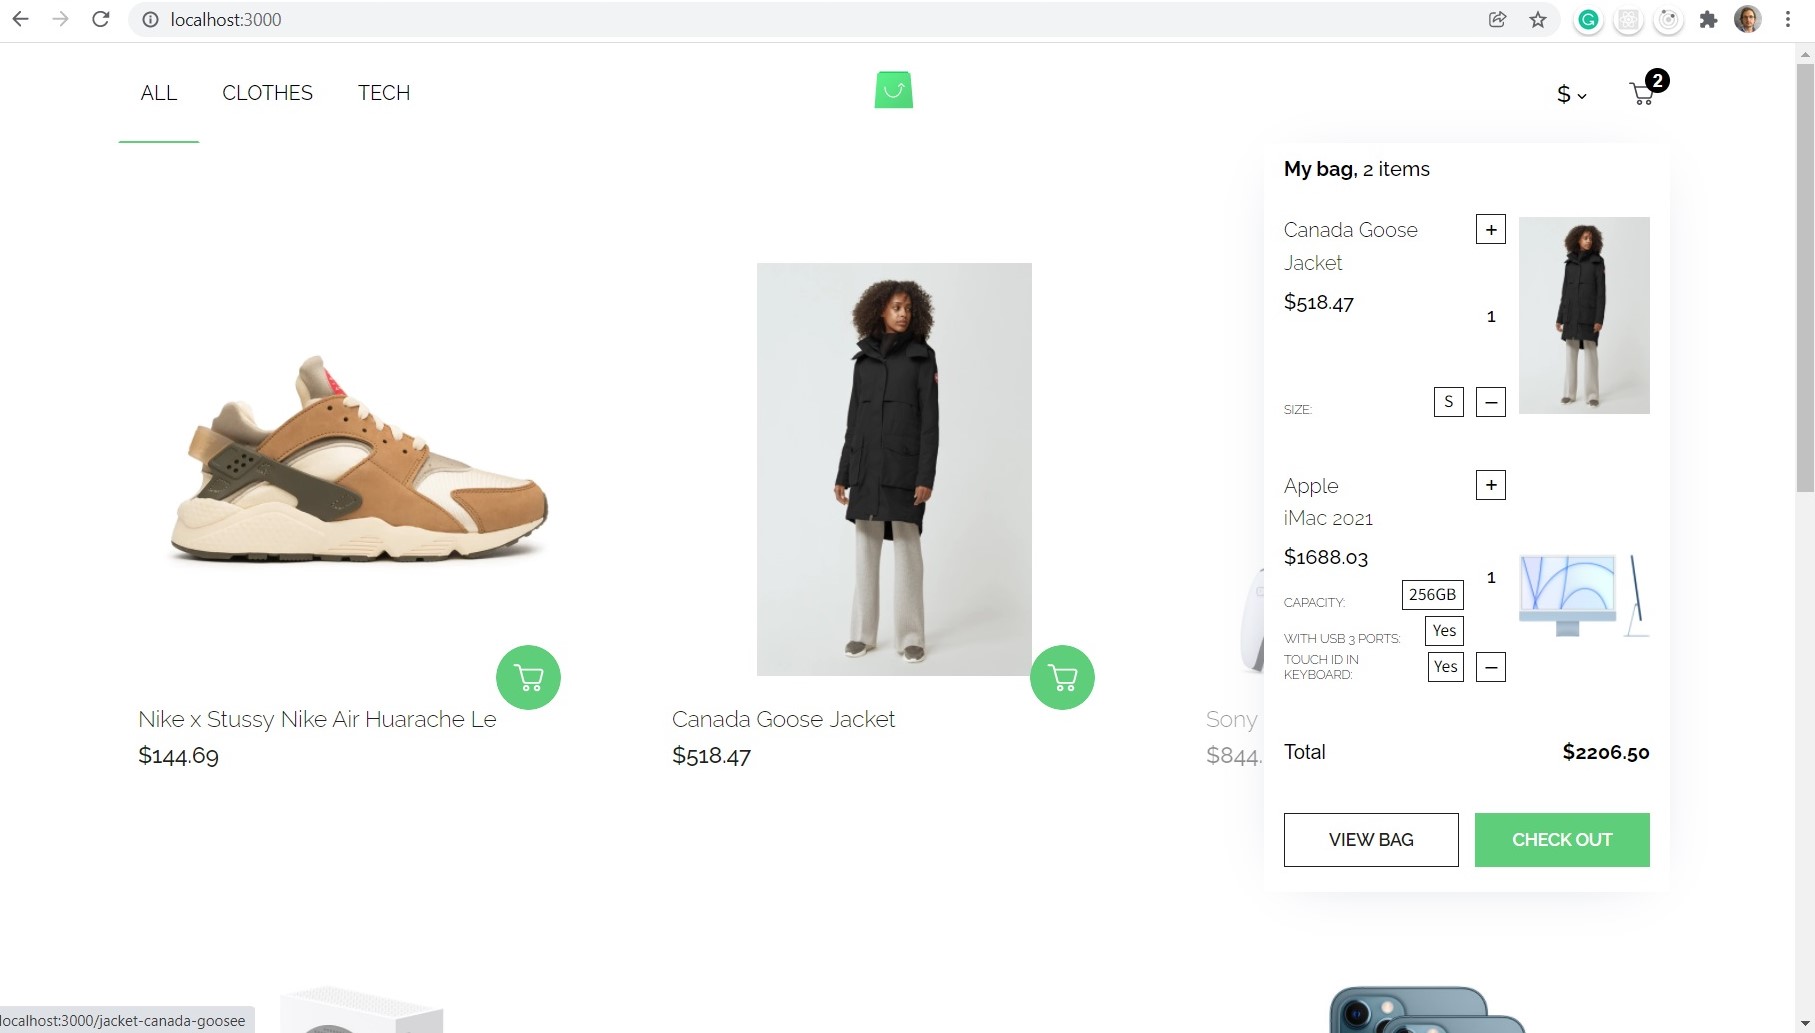 localhost:3000
ALL CLOTHES TECH
$
2
My bag, 2 items
Canada Goose
Jacket
+
$518.47
1
SIZE:
S
–
Apple
iMac 2021
+
$1688.03
1
CAPACITY:
256GB
WITH USB 3 PORTS:
Yes
TOUCH ID IN
KEYBOARD:
Yes
–
Total
$2206.50
VIEW BAG
CHECK OUT
Nike x Stussy Nike Air Huarache Le
$144.69
Canada Goose Jacket
$518.47
Sony
$844.
localhost:3000/jacket-canada-goosee